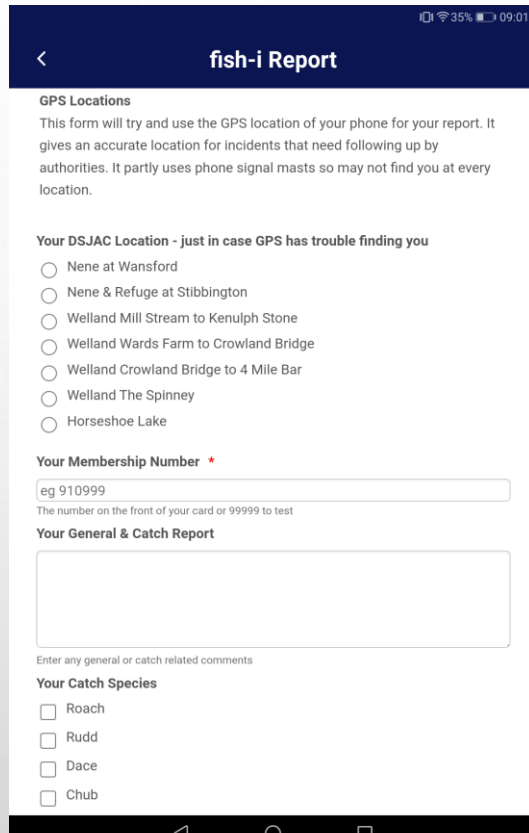 35% 09:01
fish-i Report
GPS Locations
This form will try and use the GPS location of your phone for your report. It
gives an accurate location for incidents that need following up by
authorities. It partly uses phone signal masts so may not find you at every
location.
Your DSJAC Location - just in case GPS has trouble finding you
Nene at Wansford
Nene & Refuge at Stibbington
Welland Mill Stream to Kenulph Stone
Welland Wards Farm to Crowland Bridge
Welland Crowland Bridge to 4 Mile Bar
Welland The Spinney
Horseshoe Lake
Your Membership Number *
eg 910999
The number on the front of your card or 99999 to test
Your General & Catch Report
Enter any general or catch related comments
Your Catch Species
Roach
Rudd
Dace
Chub